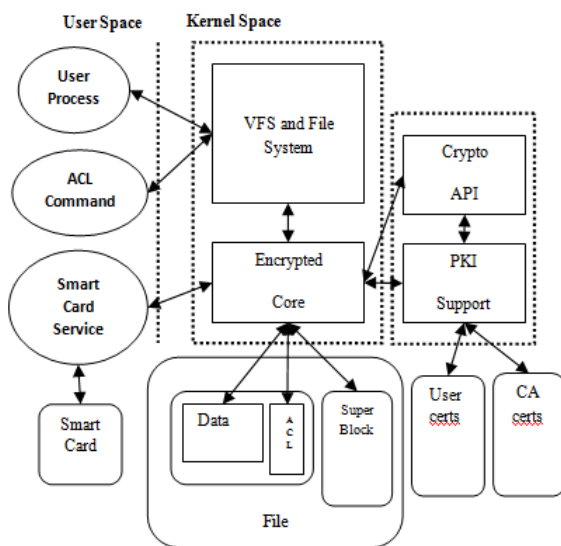 User Space
Kernel Space
User
Process
VFS and File
System
ACL
Command
Crypto
API
Smart
Card
Service
Encrypted
Core
PKI
Support
Smart
Card
Data
A
C
L
Super
Block
User
certs
CA
certs
File